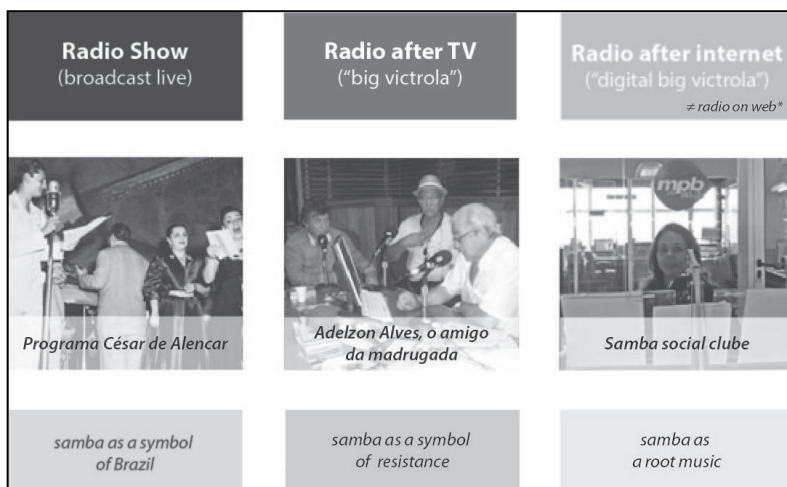 Radio Show
(broadcast live)
Radio after TV
("big victrola")
Radio after internet
("digital big victrola")
≠ radio on web*
mpb
Programa César de Alencar
Adelzon Alves, o amigo
da madrugada
Samba social clube
samba as a symbol
of Brazil
samba as a symbol
of resistance
samba as
a root music